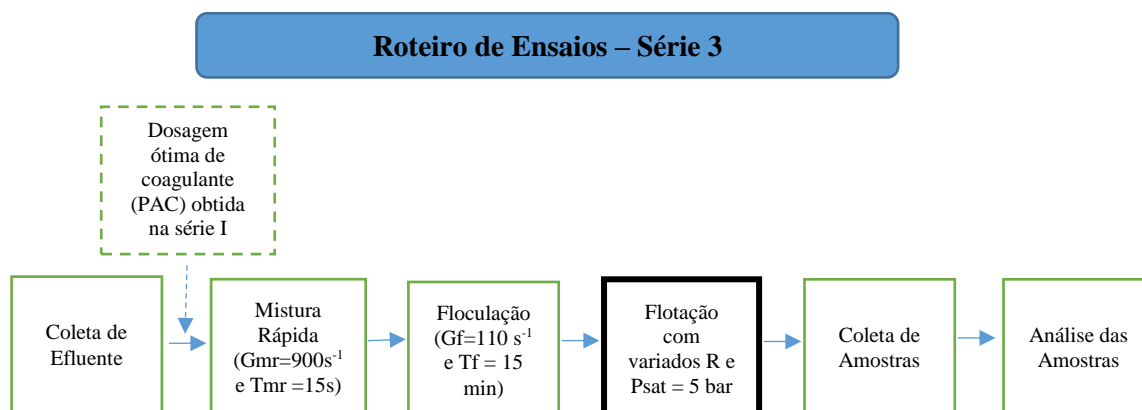 Roteiro de Ensaios – Série 3
Dosagem
ótima de
coagulante
(PAC) obtida
na série I
Coleta de
Efluente
Mistura
Rápida
(Gmr=900s⁻¹
e Tmr =15s)
Floculação
(Gf=110 s⁻¹
e Tf = 15
min)
Flotação
com
variados R e
Psat = 5 bar
Coleta de
Amostras
Análise das
Amostras